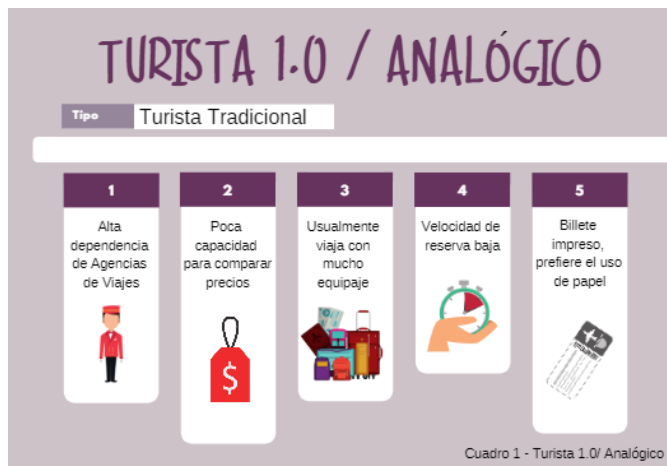 TURISTA 1.0 / ANALÓGICO
Tipo Turista Tradicional
1
Alta
dependencia
de Agencias
de Viajes
2
Poca
capacidad
para comparar
precios
$
3
Usualmente
viaja con
mucho
equipaje
4
Velocidad de
reserva baja
5
Billete
impreso,
prefiere el uso
de papel
Cuadro 1 - Turista 1.0/ Analógico